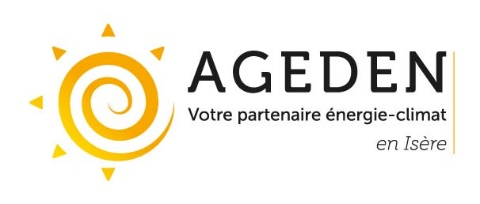 AGEDEN
Votre partenaire énergie-climat
en Isère